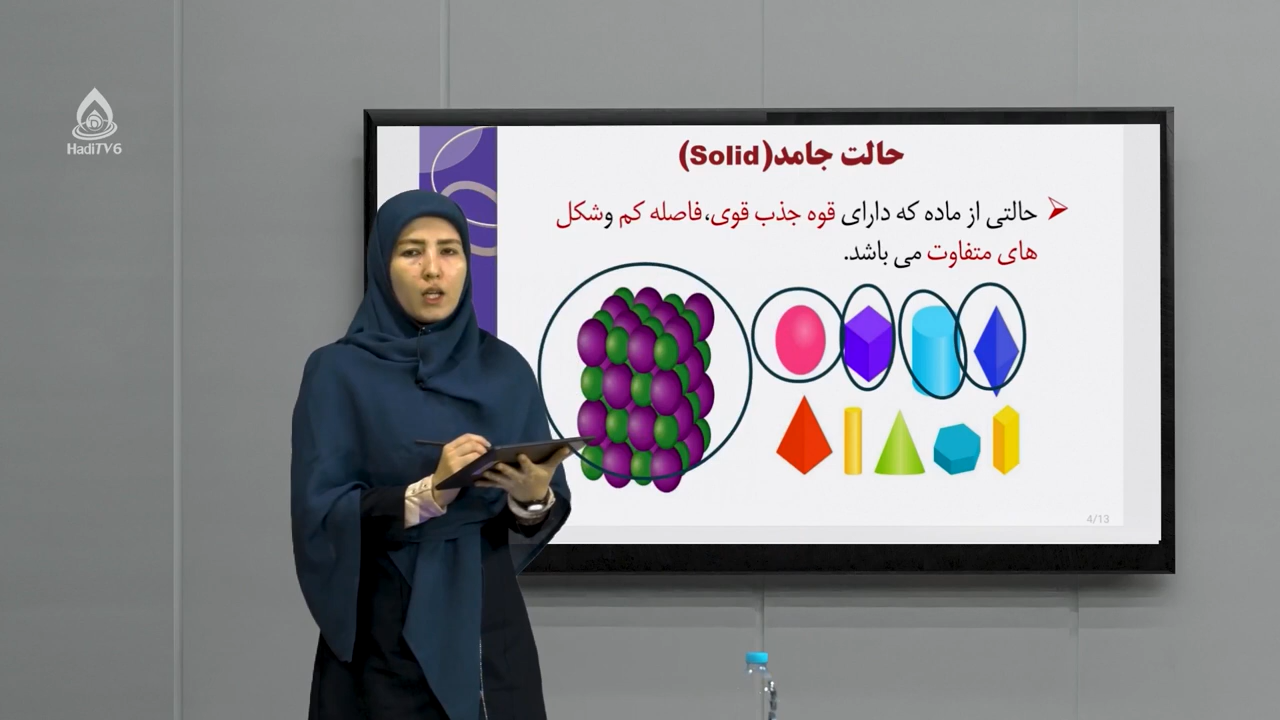 HadiTV6
حالت جامد(Solid)
حالتی از ماده که دارای قوه جذب قوی،فاصله کم وشکل
های متفاوت می باشد.
4/13